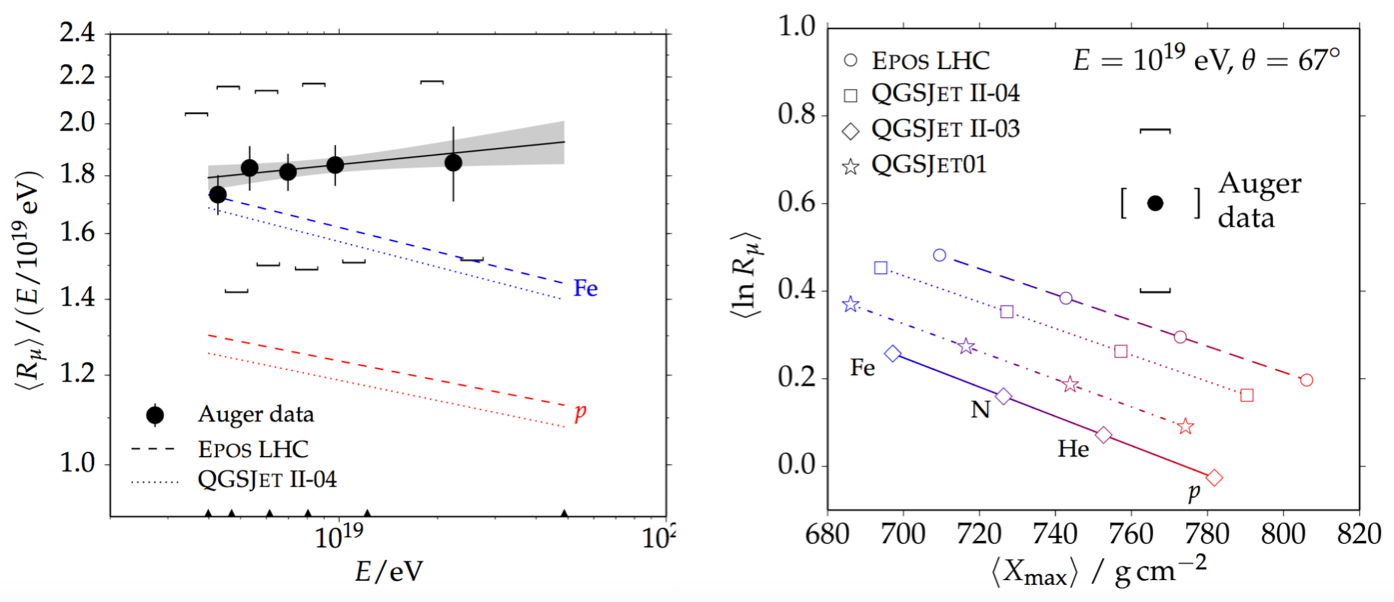 2.4
2.2
2.0
1.8
1.6
1.4
1.2
1.0
⟨R_μ⟩/(E/10^19 eV)
Fe
p
Auger data
EPOS LHC
QGSJET II-04
10^19
10^2
E/eV
1.0
0.8
0.6
0.4
0.2
0.0
⟨ln R_μ⟩
EPOS LHC
QGSJET II-04
QGSJET II-03
QGSJET01
E = 10^19 eV, θ = 67°
Auger
data
Fe
N
He
p
680 700 720 740 760 780 800 820
⟨X_max⟩ / g cm^−2